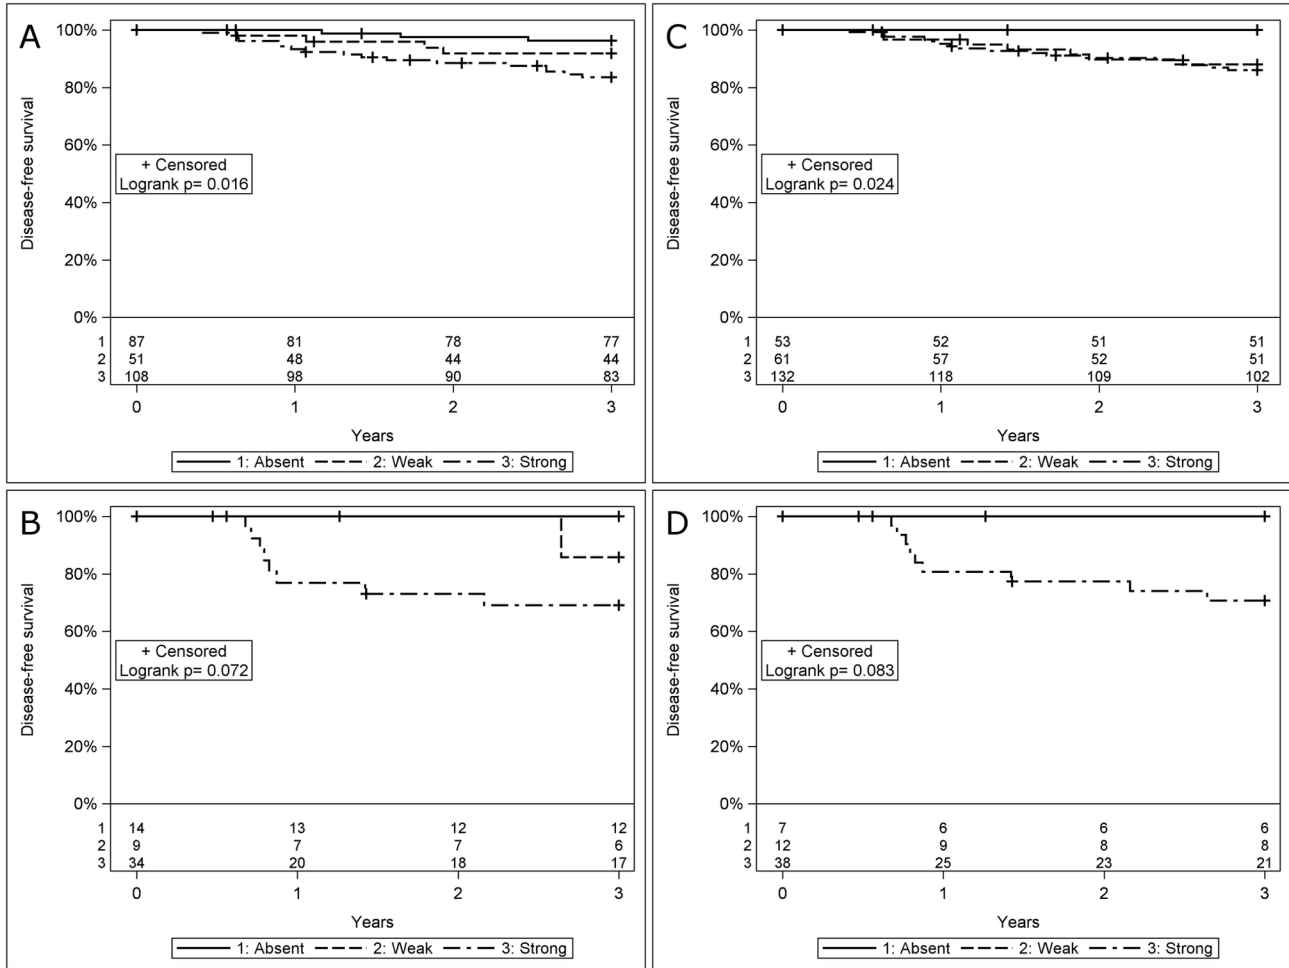 A
100%
80%
60%
40%
20%
0%
Disease-free survival
+ Censored
Logrank p= 0.016
1 87 81 78 77
2 51 48 44 44
3 108 98 90 83
0 1 2 3
Years
1: Absent 2: Weak 3: Strong
C
100%
80%
60%
40%
20%
0%
Disease-free survival
+ Censored
Logrank p= 0.024
1 53 52 51 51
2 61 57 52 51
3 132 118 109 102
0 1 2 3
Years
1: Absent 2: Weak 3: Strong
B
100%
80%
60%
40%
20%
0%
Disease-free survival
+ Censored
Logrank p= 0.072
1 14 13 12 12
2 9 7 7 6
3 34 20 18 17
0 1 2 3
Years
1: Absent 2: Weak 3: Strong
D
100%
80%
60%
40%
20%
0%
Disease-free survival
+ Censored
Logrank p= 0.083
1 7 6 6 6
2 12 9 8 8
3 38 25 23 21
0 1 2 3
Years
1: Absent 2: Weak 3: Strong